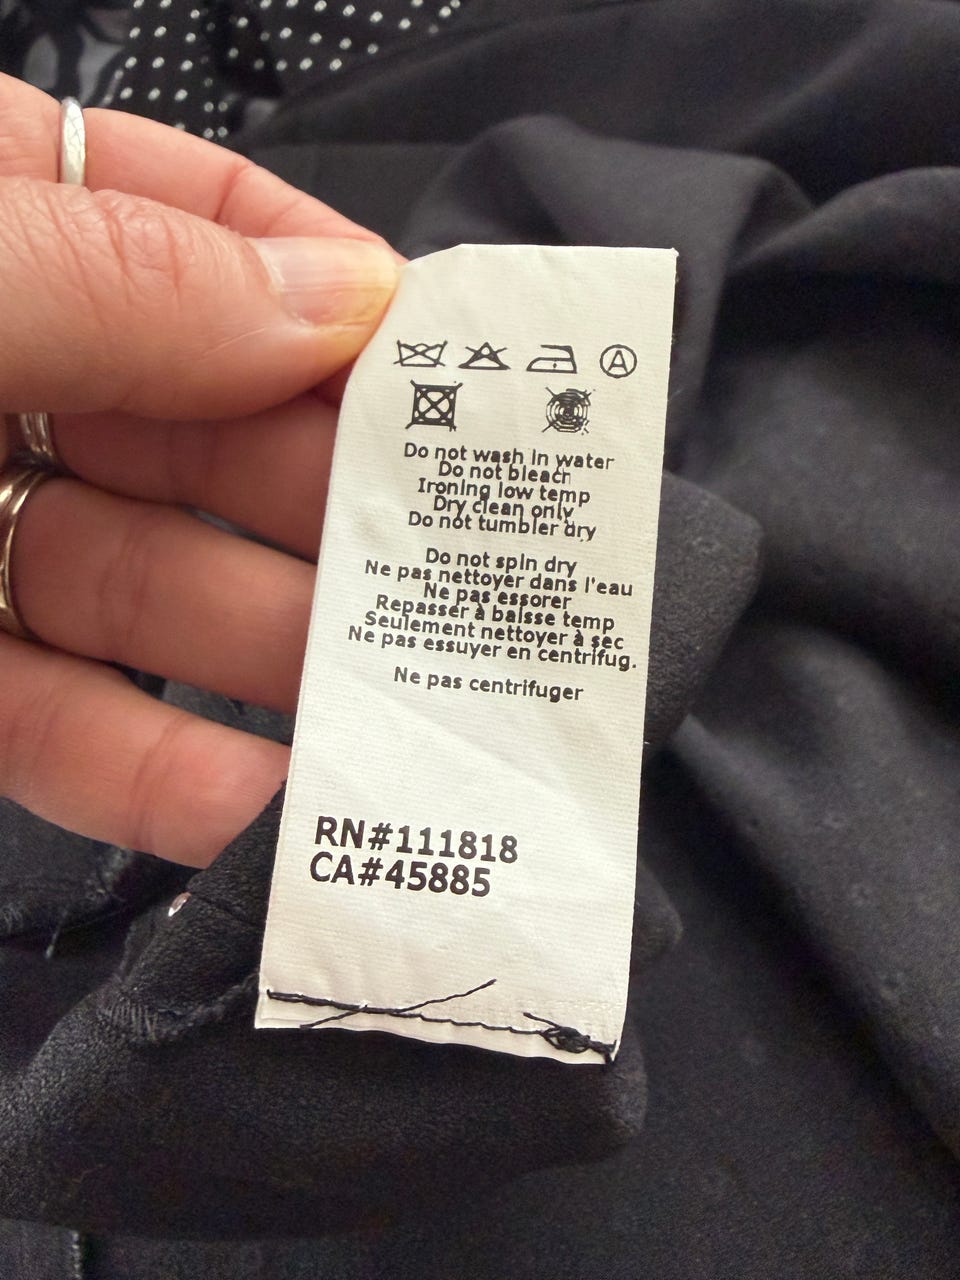 A
Do not wash in water
Do not bleach
Ironing low temp
Dry clean only
Do not tumbler dry
Do not spin dry
Ne pas nettoyer dans l'eau
Ne pas essorer
Repasser à baisse temp
Seulement nettoyer à sec
Ne pas essuyer en centrifug.
Ne pas centrifuger
RN#111818
CA#45885